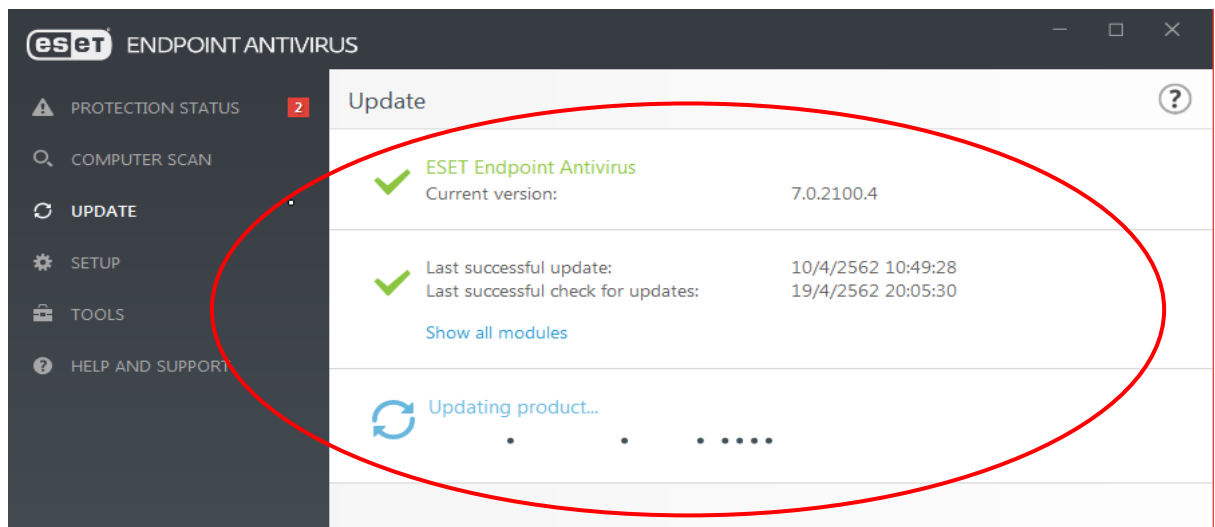 eset ENDPOINT ANTIVIRUS
PROTECTION STATUS 2
COMPUTER SCAN
UPDATE
SETUP
TOOLS
HELP AND SUPPORT
Update ?
ESET Endpoint Antivirus
Current version: 7.0.2100.4
Last successful update: 10/4/2562 10:49:28
Last successful check for updates: 19/4/2562 20:05:30
Show all modules
Updating product...